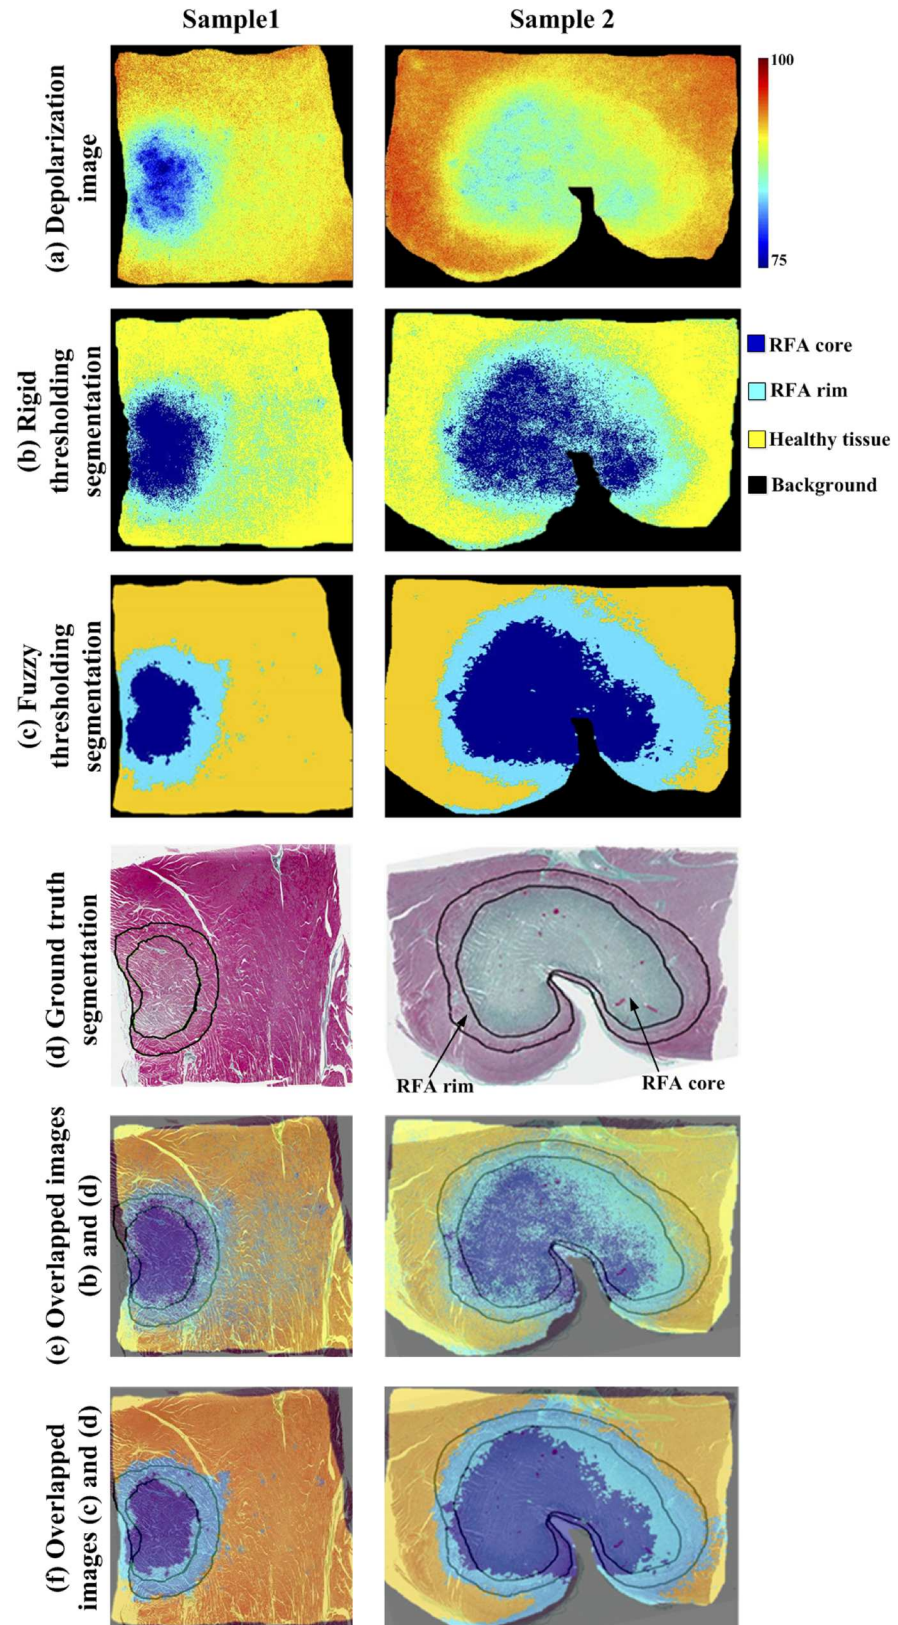 Sample1
Sample 2
(a) Depolarization
image
100
75
(b) Rigid
thresholding
segmentation
RFA core
RFA rim
Healthy tissue
Background
(c) Fuzzy
thresholding
segmentation
(d) Ground truth
segmentation
RFA rim
RFA core
(e) Overlapped images
(b) and (d)
(f) Overlapped
images (c) and (d)